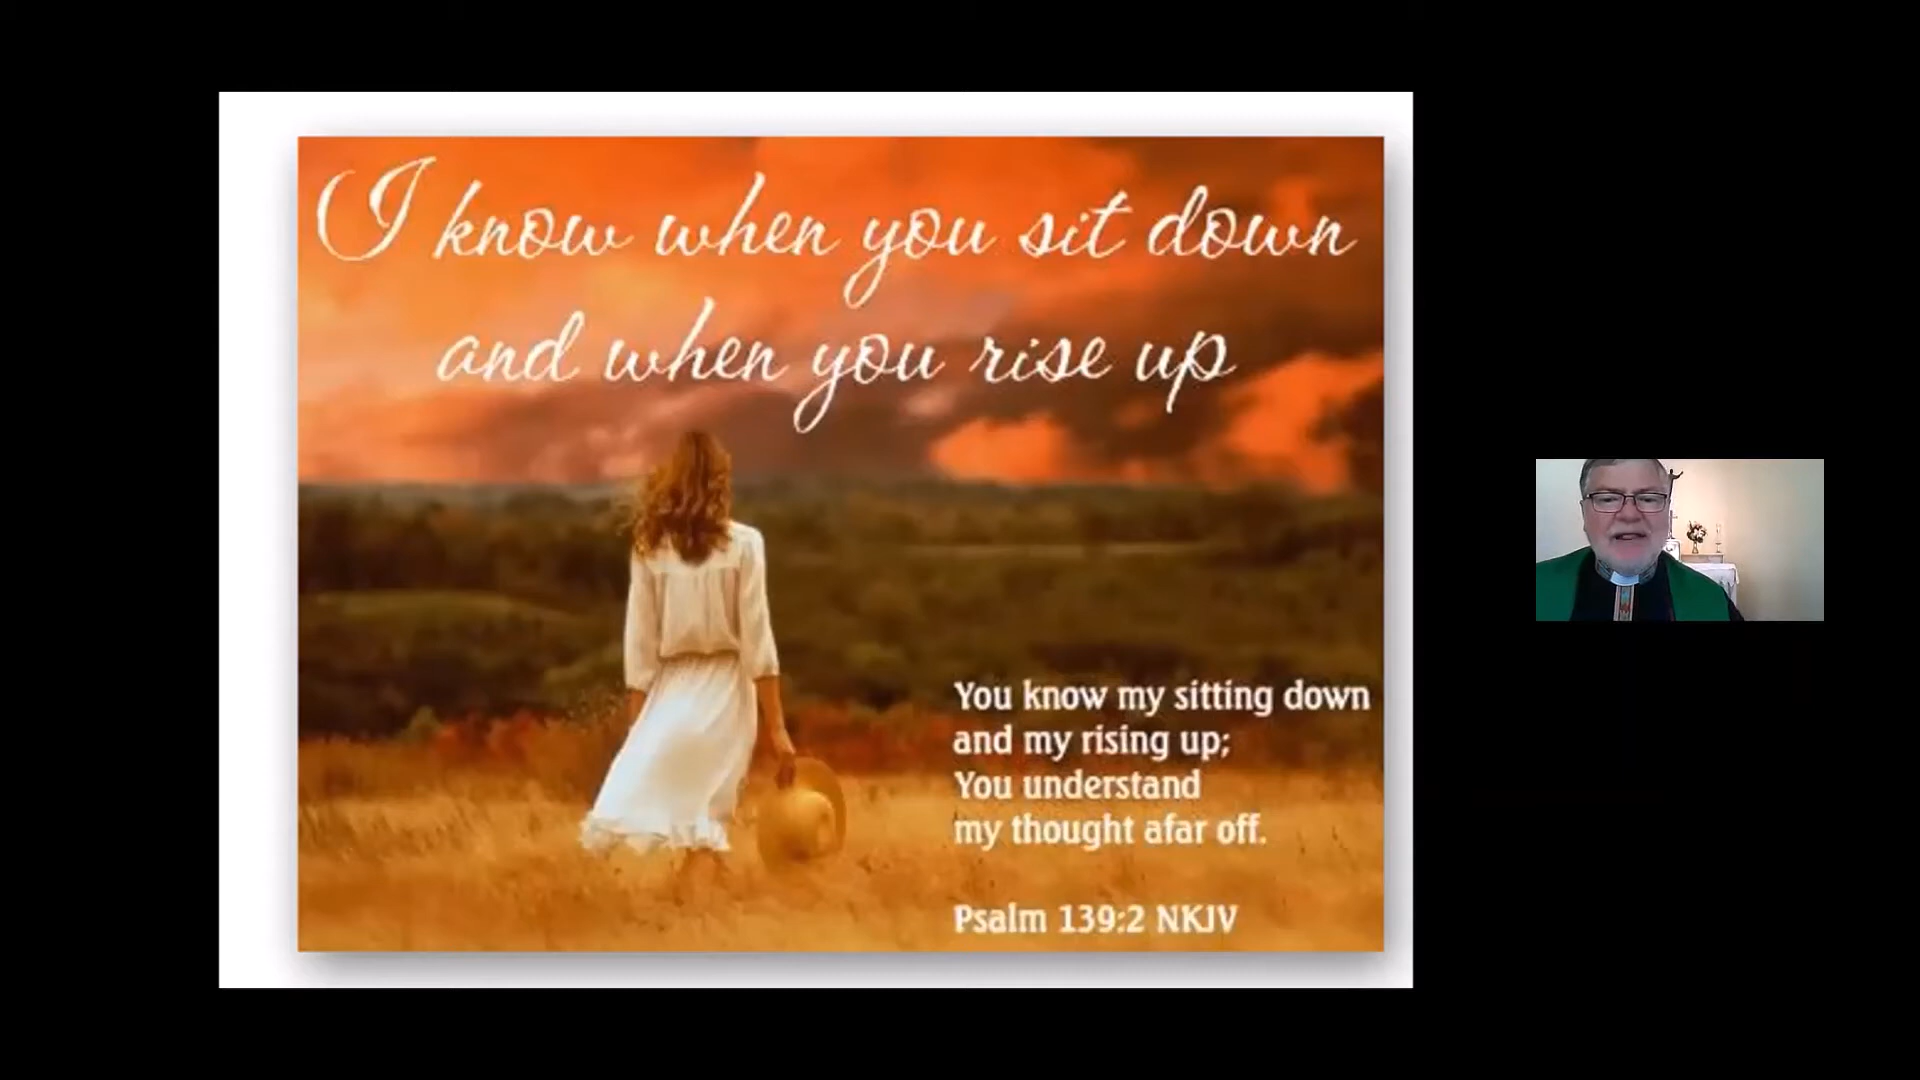 I know when you sit down
and when you rise up
You know my sitting down
and my rising up;
You understand
my thought afar off.
Psalm 139:2 NKJV